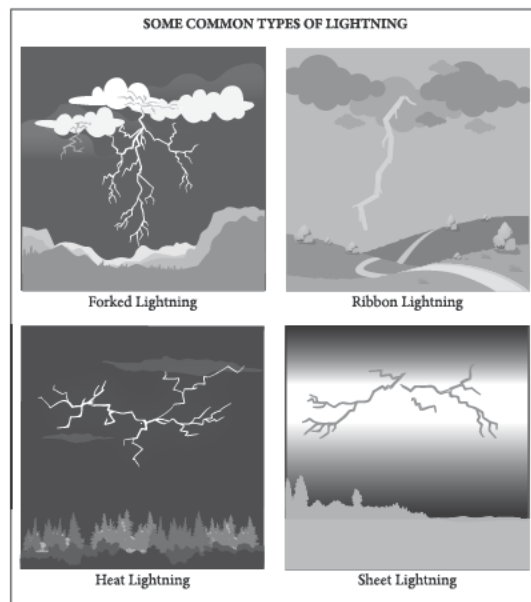 SOME COMMON TYPES OF LIGHTNING
Forked Lightning
Ribbon Lightning
Heat Lightning
Sheet Lightning